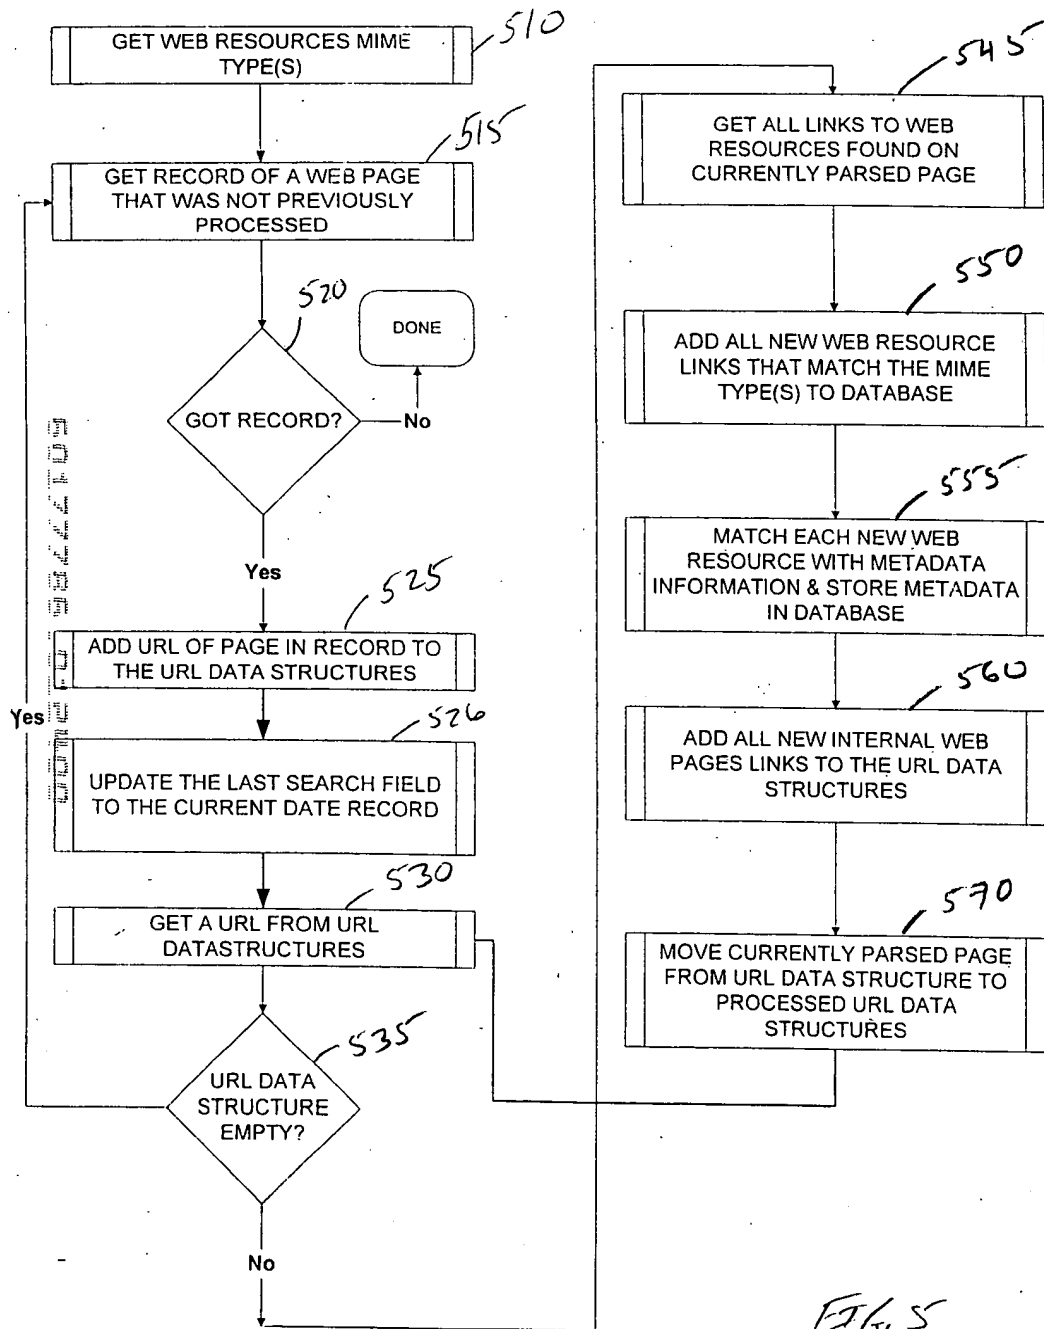 GET WEB RESOURCES MIME
TYPE(S)
510
GET RECORD OF A WEB PAGE
THAT WAS NOT PREVIOUSLY
PROCESSED
515
GOT RECORD?
520
DONE
No
Yes
ADD URL OF PAGE IN RECORD TO
THE URL DATA STRUCTURES
525
UPDATE THE LAST SEARCH FIELD
TO THE CURRENT DATE RECORD
526
GET A URL FROM URL
DATASTRUCTURES
530
URL DATA
STRUCTURE
EMPTY?
535
Yes
No
GET ALL LINKS TO WEB
RESOURCES FOUND ON
CURRENTLY PARSED PAGE
545
ADD ALL NEW WEB RESOURCE
LINKS THAT MATCH THE MIME
TYPE(S) TO DATABASE
550
MATCH EACH NEW WEB
RESOURCE WITH METADATA
INFORMATION & STORE METADATA
IN DATABASE
555
ADD ALL NEW INTERNAL WEB
PAGES LINKS TO THE URL DATA
STRUCTURES
560
MOVE CURRENTLY PARSED PAGE
FROM URL DATA STRUCTURE TO
PROCESSED URL DATA
STRUCTURES
570
FIG. 5